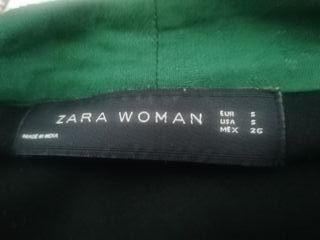 ZARA WOMAN
EUR S
USA S
MEX 26
MADE IN INDIA